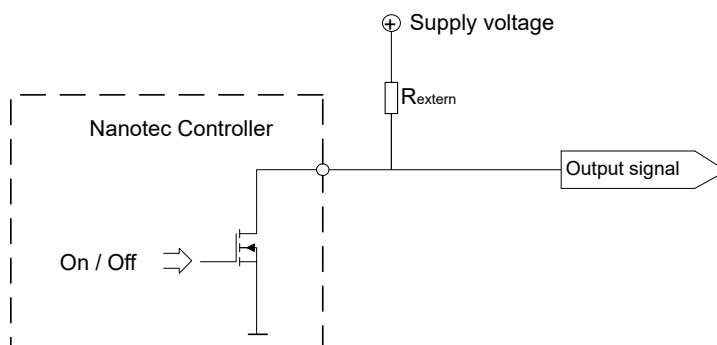 Supply voltage
Rextern
Nanotec Controller
Output signal
On / Off